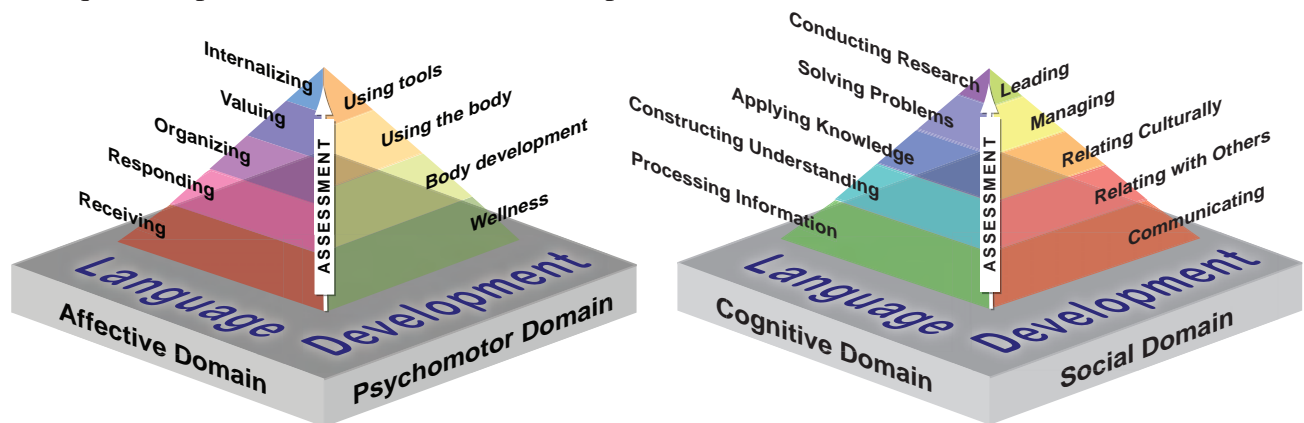 Internalizing
Valuing
Organizing
Responding
Receiving
Using tools
Using the body
Body development
Wellness
ASSESSMENT
Language
Development
Affective Domain
Psychomotor Domain
Conducting Research
Solving Problems
Applying Knowledge
Constructing Understanding
Processing Information
Leading
Managing
Relating Culturally
Relating with Others
Communicating
ASSESSMENT
Language
Development
Cognitive Domain
Social Domain